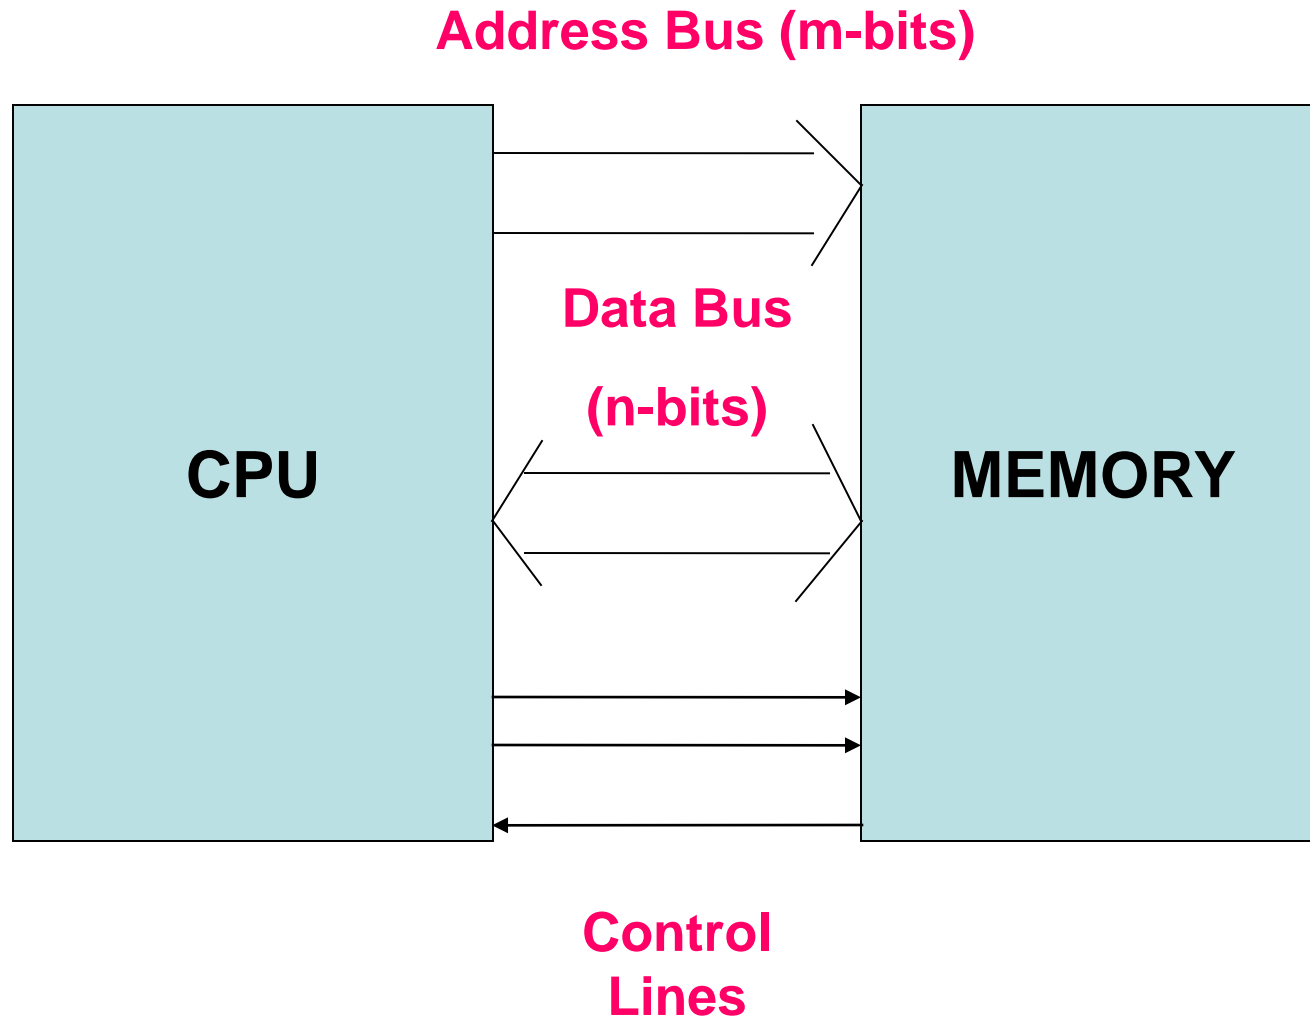 Address Bus (m-bits)
Data Bus
(n-bits)
CPU
MEMORY
Control
Lines